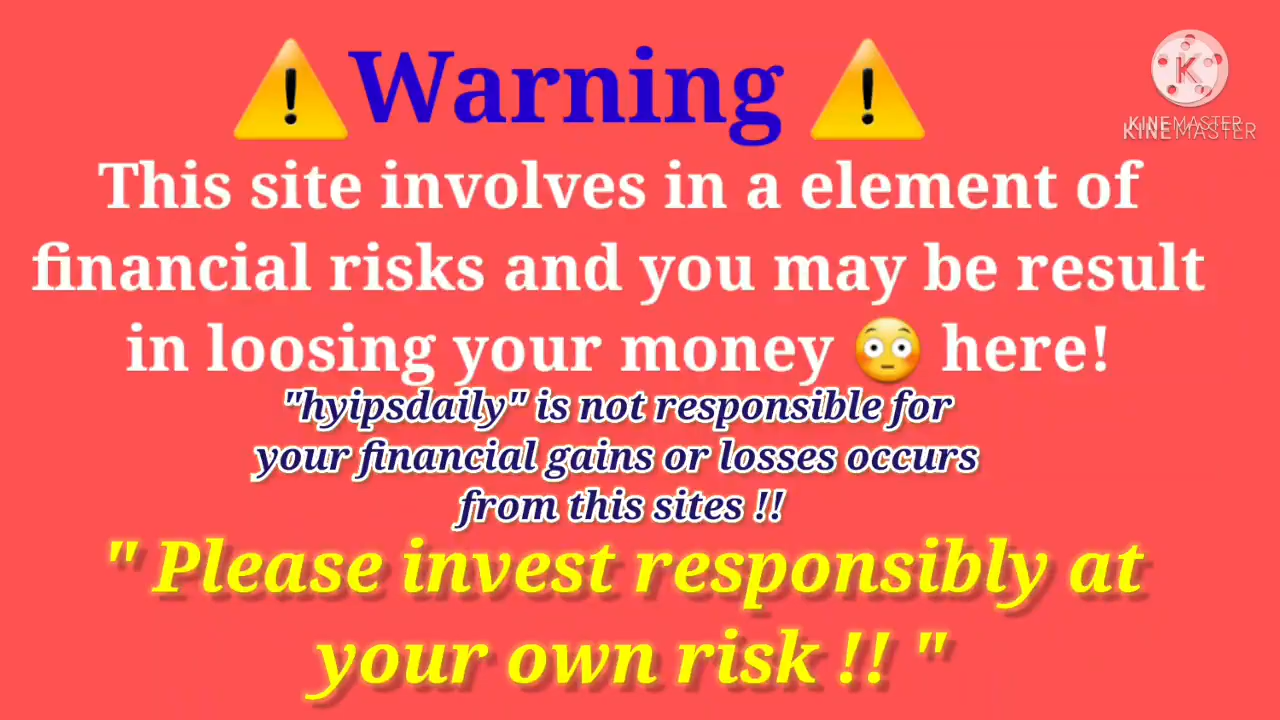 ⚠️Warning ⚠️
This site involves in a element of
financial risks and you may be result
in loosing your money 😳 here!
"hyipsdaily" is not responsible for
your financial gains or losses occurs
from this sites !!
" Please invest responsibly at
your own risk !! "
K
KINEMASTER
KINEMASTER